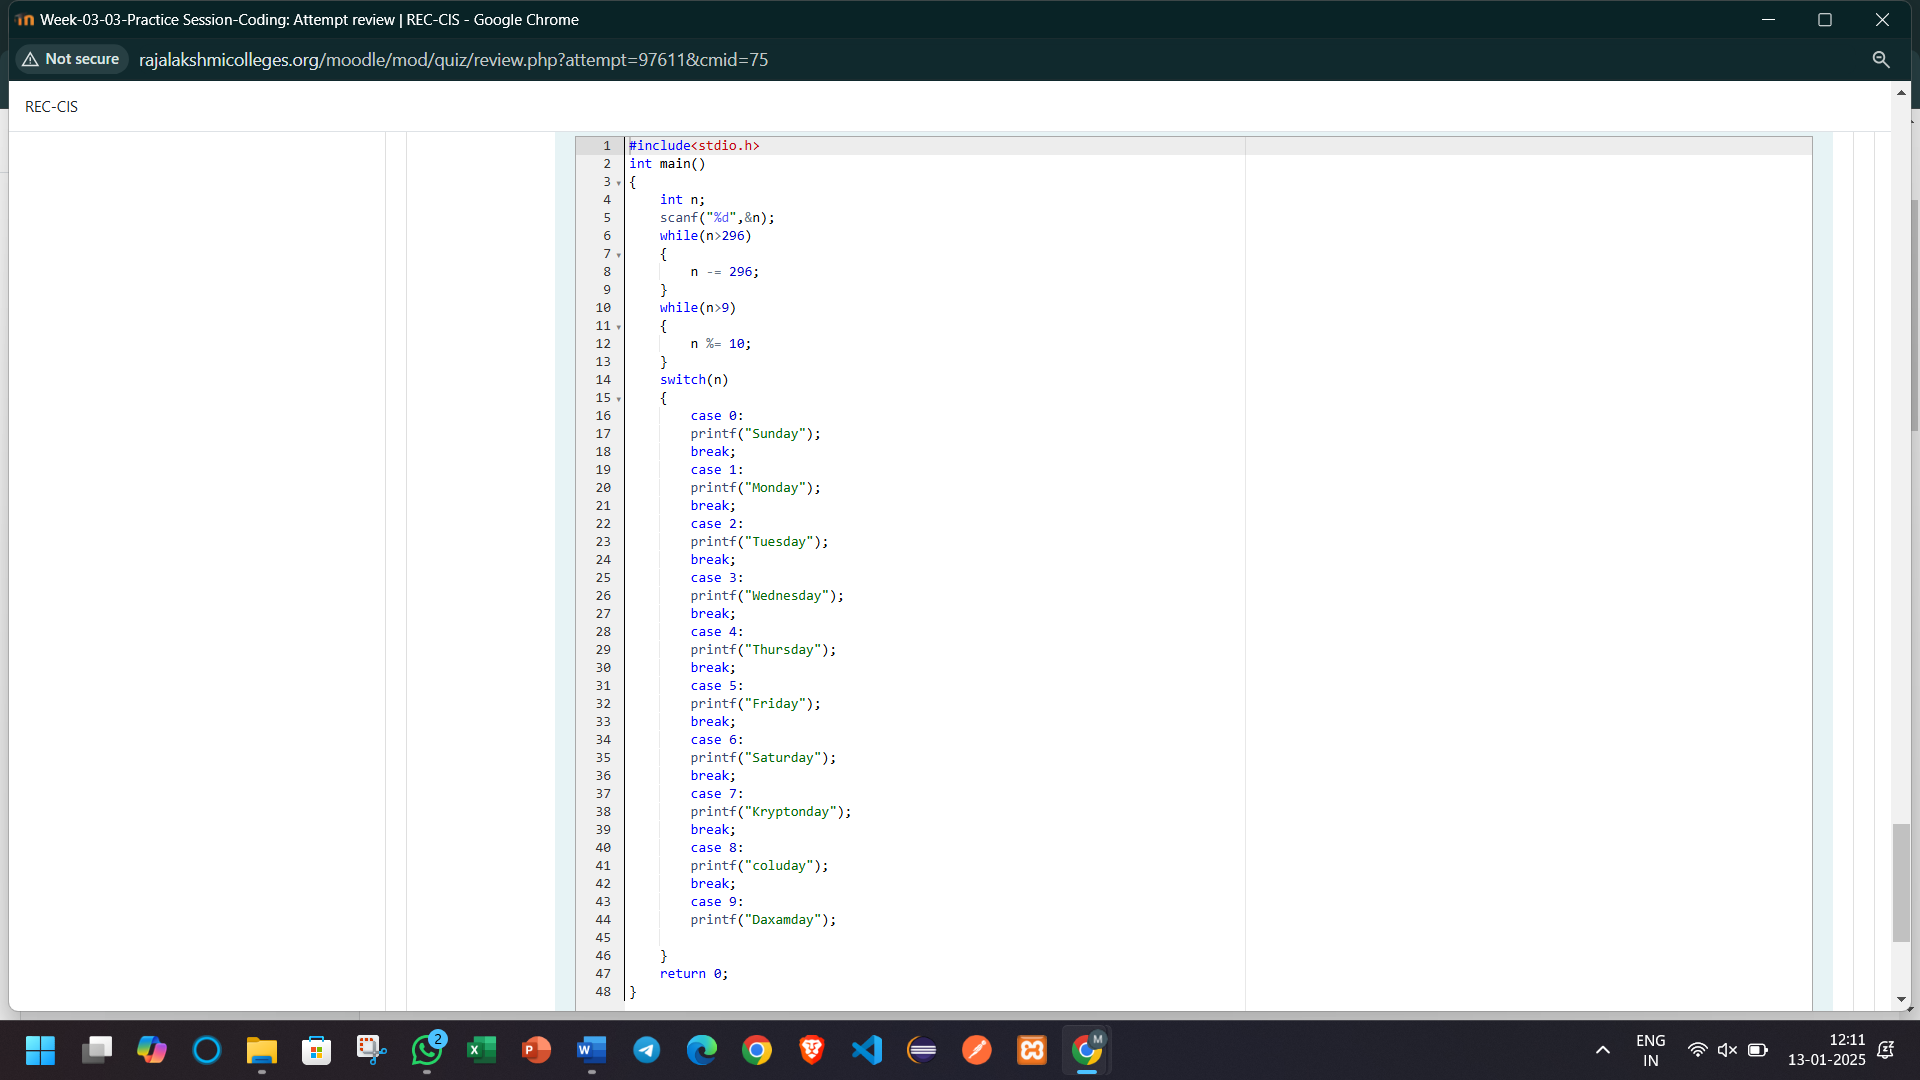 Week-03-03-Practice Session-Coding: Attempt review | REC-CIS - Google Chrome
Not secure rajalakshmicolleges.org/moodle/mod/quiz/review.php?attempt=97611&cmid=75
REC-CIS
1 #include<stdio.h>
2 int main()
3 {
4 int n;
5 scanf("%d",&n);
6 while(n>296)
7 {
8 n -= 296;
9 }
10 while(n>9)
11 {
12 n %= 10;
13 }
14 switch(n)
15 {
16 case 0:
17 printf("Sunday");
18 break;
19 case 1:
20 printf("Monday");
21 break;
22 case 2:
23 printf("Tuesday");
24 break;
25 case 3:
26 printf("Wednesday");
27 break;
28 case 4:
29 printf("Thursday");
30 break;
31 case 5:
32 printf("Friday");
33 break;
34 case 6:
35 printf("Saturday");
36 break;
37 case 7:
38 printf("Kryptonday");
39 break;
40 case 8:
41 printf("coluday");
42 break;
43 case 9:
44 printf("Daxamday");
45
46 }
47 return 0;
48 }
2
M
ENG
IN
12:11
13-01-2025